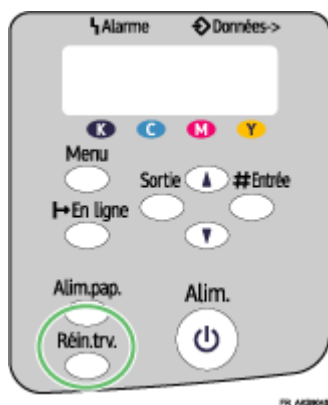 Alarme Données->
K C M Y
Menu
Sortie #Entrée
En ligne
Alim.pap. Alim.
Réin.trv.